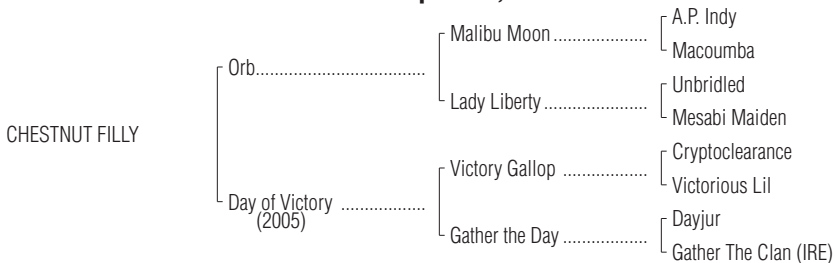 A.P. Indy
Malibu Moon
Macoumba
Orb
Unbridled
Lady Liberty
Mesabi Maiden
CHESTNUT FILLY
Cryptoclearance
Victory Gallop
Victorious Lil
Day of Victory
(2005)
Dayjur
Gather the Day
Gather The Clan (IRE)